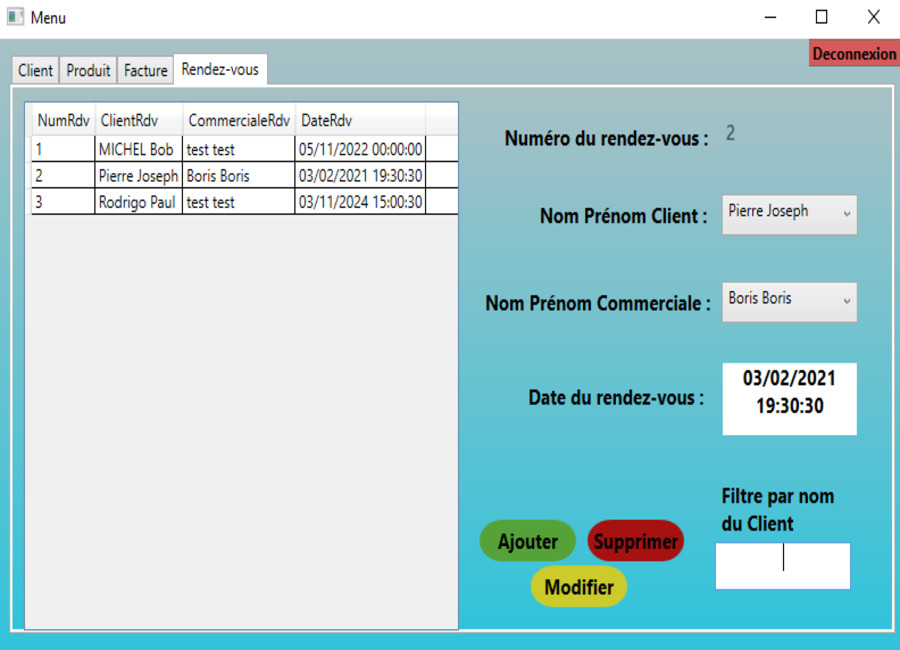 Menu
Deconnexion
Client Produit Facture Rendez-vous
NumRdv ClientRdv CommercialeRdv DateRdv
1 MICHEL Bob test test 05/11/2022 00:00:00
2 Pierre Joseph Boris Boris 03/02/2021 19:30:30
3 Rodrigo Paul test test 03/11/2024 15:00:30
Numéro du rendez-vous : 2
Nom Prénom Client : Pierre Joseph
Nom Prénom Commerciale : Boris Boris
Date du rendez-vous : 03/02/2021
19:30:30
Filtre par nom
du Client
Ajouter Supprimer
Modifier